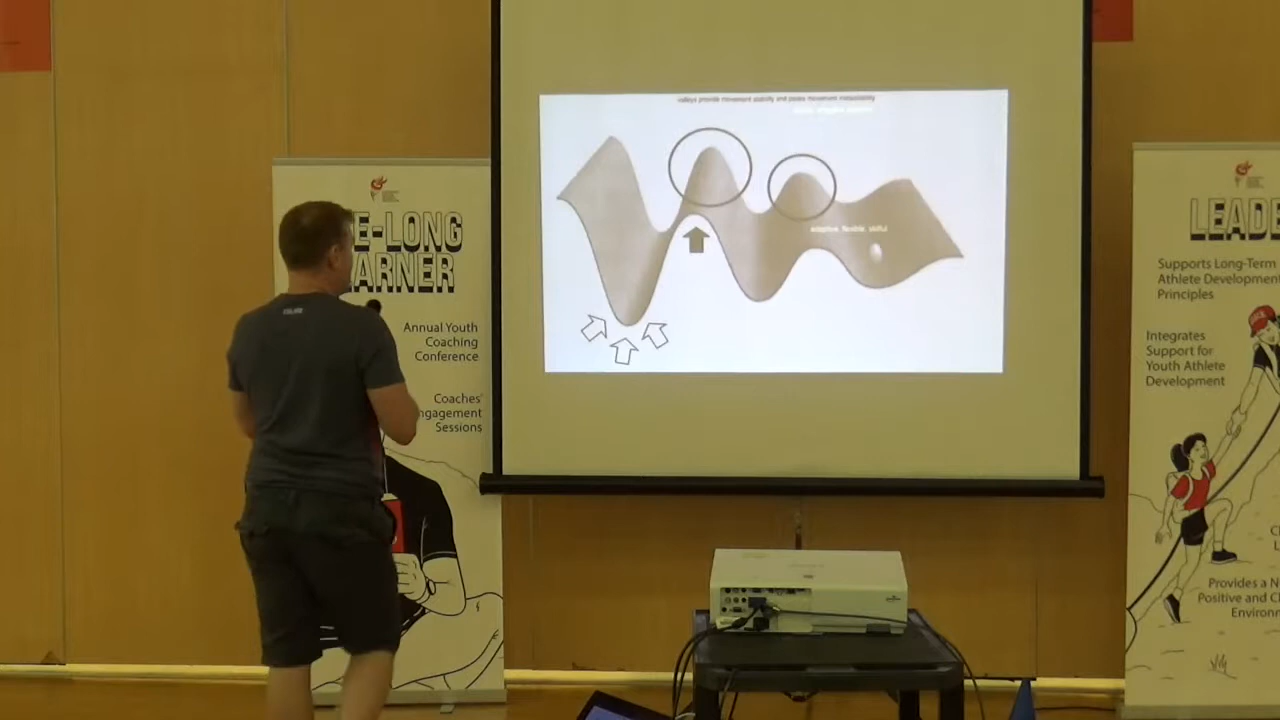 valleys provide movement stability and peaks movement metastability
adaptive, flexible, skilful
E-LONG
ARNER
Annual Youth
Coaching
Conference
Coaches'
ngagement
Sessions
LEADE
Supports Long-Term
Athlete Development
Principles
Integrates
Support for
Youth Athlete
Development
Provides a N
Positive and C
Environm